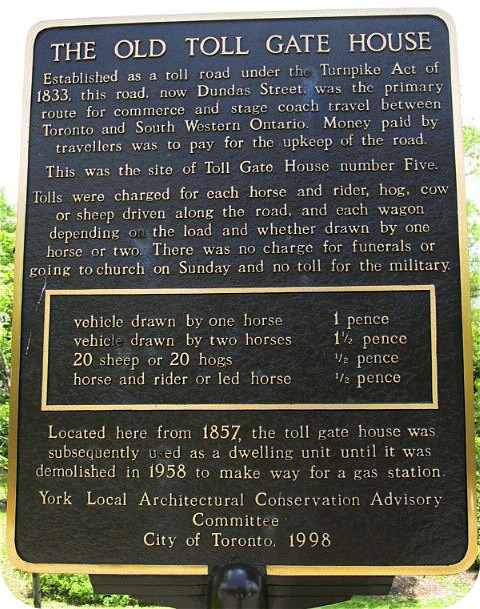 THE OLD TOLL GATE HOUSE
Established as a toll road under the Turnpike Act of
1833, this road, now Dundas Street, was the primary
route for commerce and stage coach travel between
Toronto and South Western Ontario. Money paid by
travellers was to pay for the upkeep of the road.
This was the site of Toll Gate House number Five.
Tolls were charged for each horse and rider, hog, cow
or sheep driven along the road, and each wagon
depending on the load and whether drawn by one
horse or two. There was no charge for funerals or
going to church on Sunday and no toll for the military.
vehicle drawn by one horse 1 pence
vehicle drawn by two horses 1 1/2 pence
20 sheep or 20 hogs 1/2 pence
horse and rider or led horse 1/2 pence
Located here from 1857, the toll gate house was
subsequently used as a dwelling unit until it was
demolished in 1958 to make way for a gas station.
York Local Architectural Conservation Advisory
Committee
City of Toronto, 1998